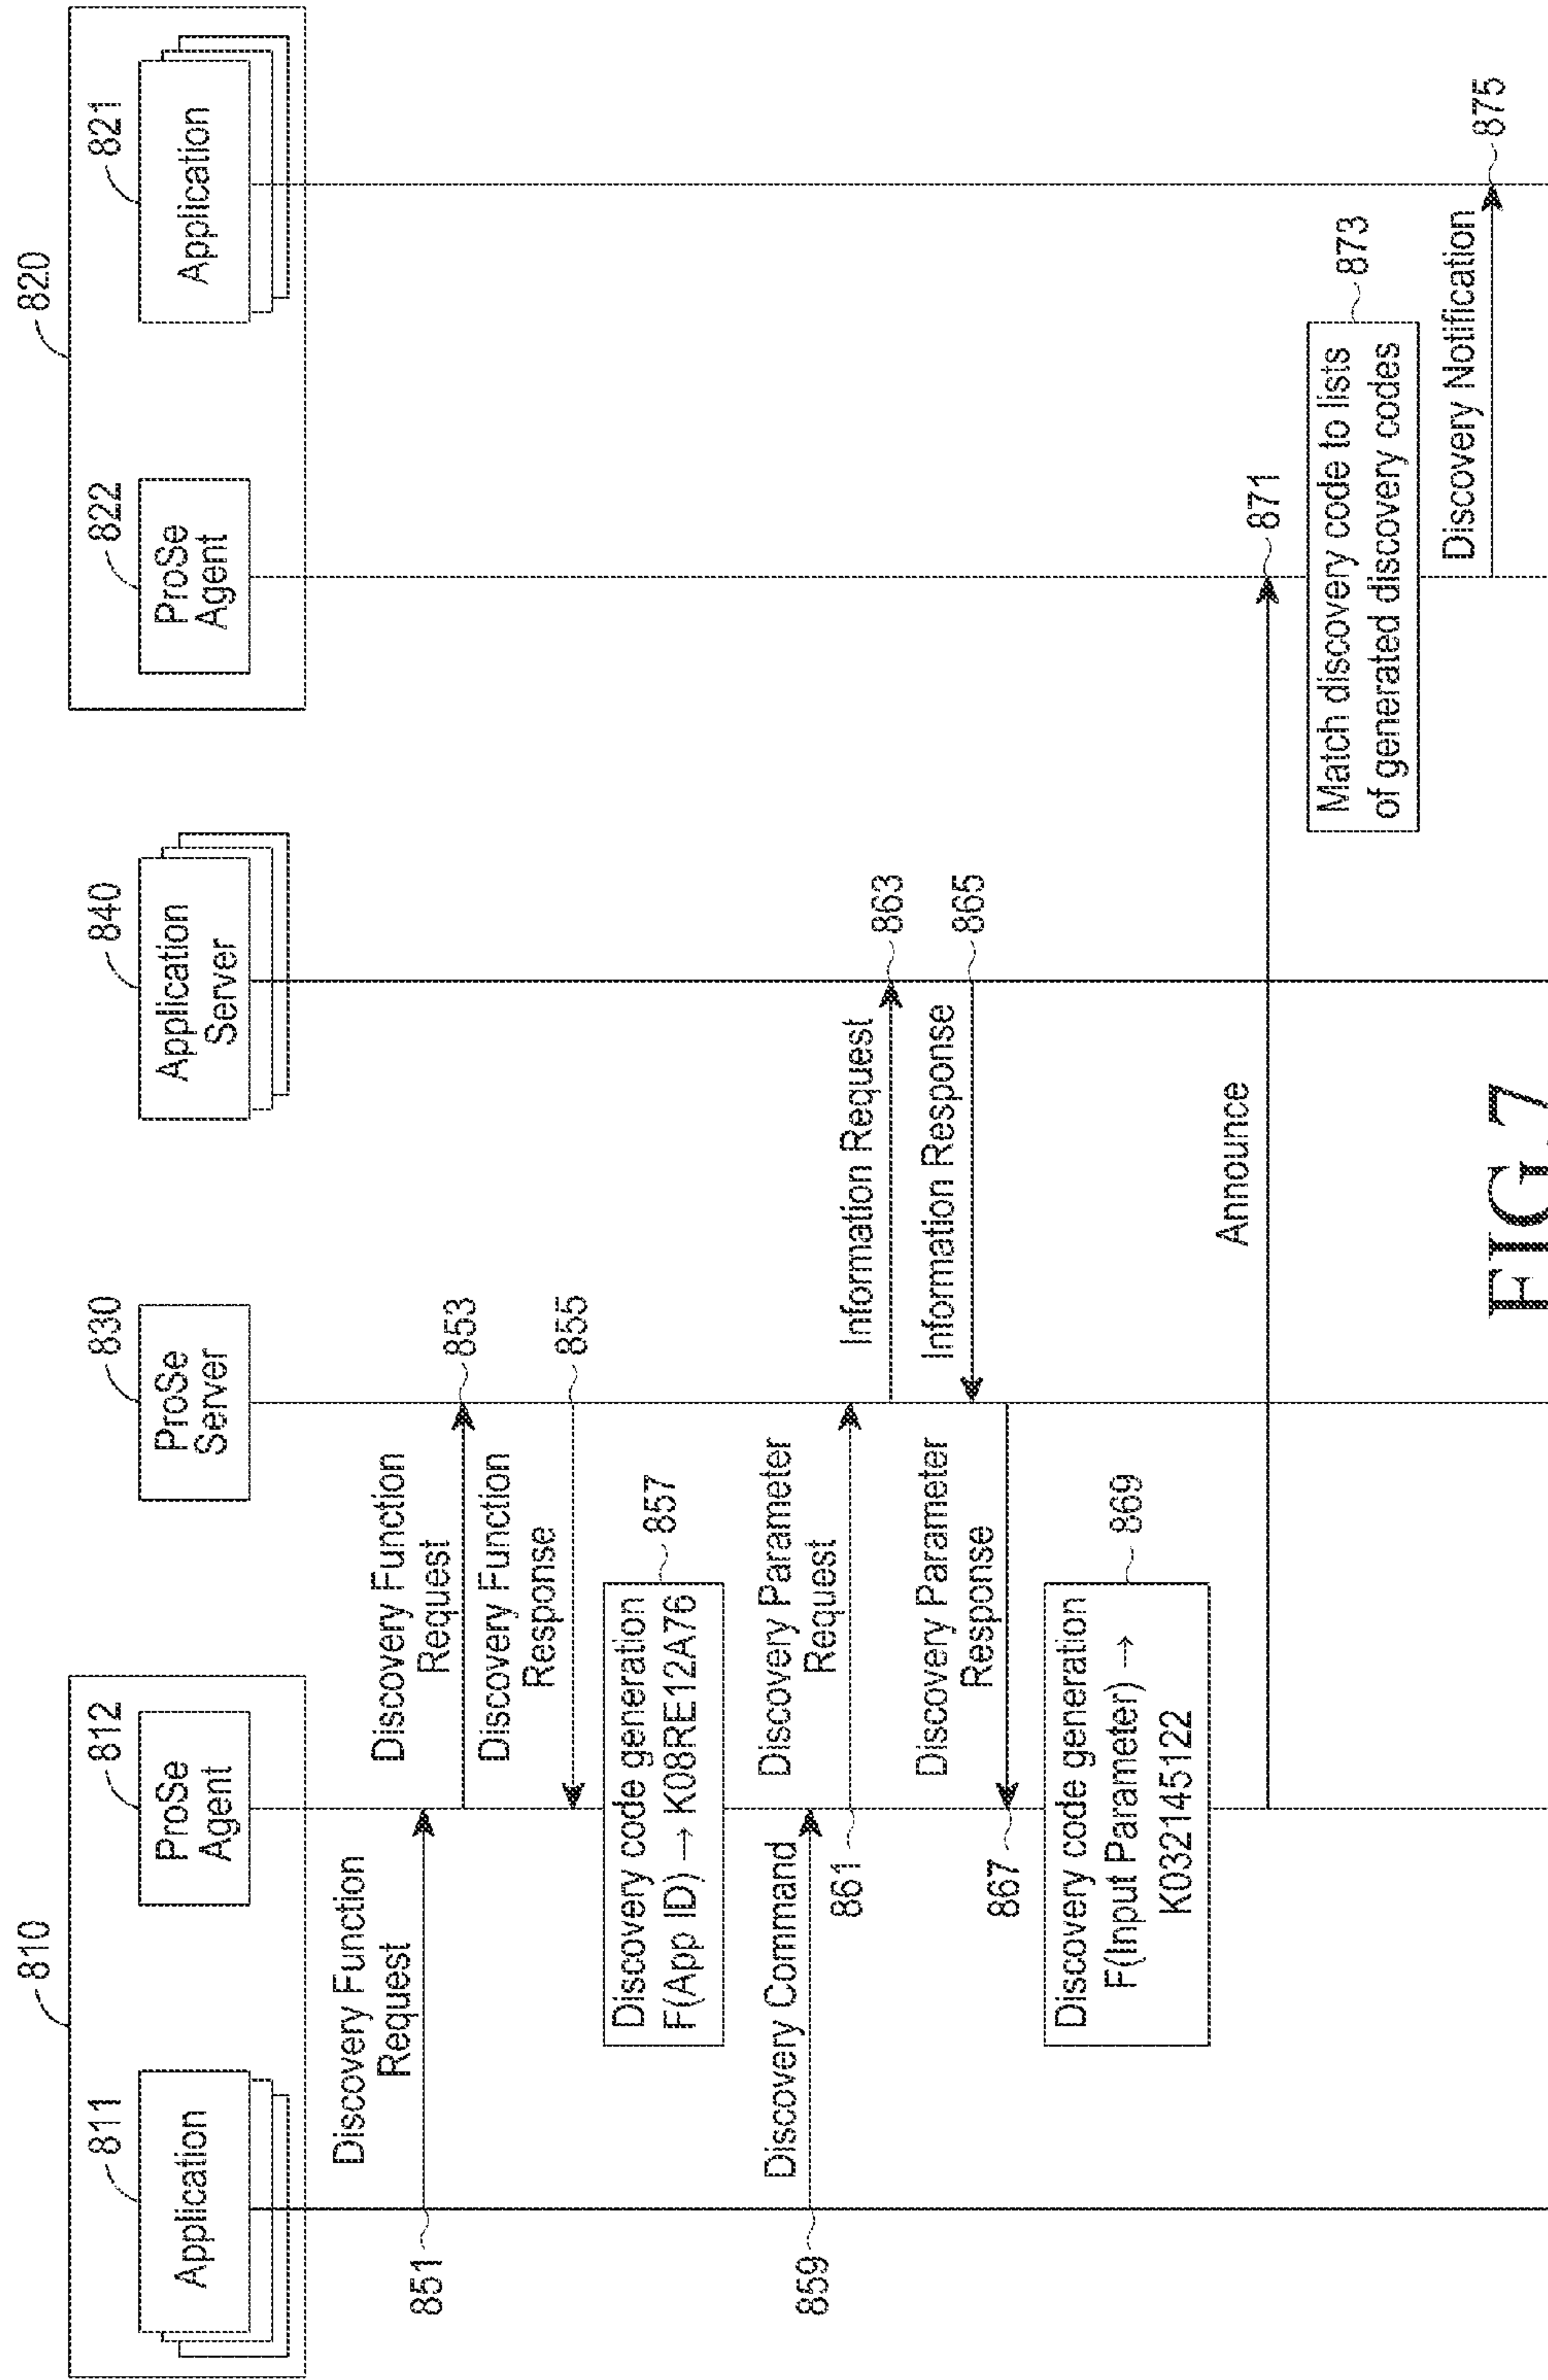 810
820
811
812
830
840
822
821
Application
ProSe
Agent
ProSe
Server
Application
Server
ProSe
Agent
Application
851
Discovery Function
Request
Discovery Function
Request
853
Discovery Function
Response
855
Discovery code generation
F(App ID) → K08RE12A76
857
859
Discovery Command
861
Discovery Parameter
Request
Information Request
863
Information Response
865
867
Discovery Parameter
Response
Discovery code generation
F(Input Parameter) →
K032145122
869
Announce
871
Match discovery code to lists
of generated discovery codes
873
Discovery Notification
875
FIG.7